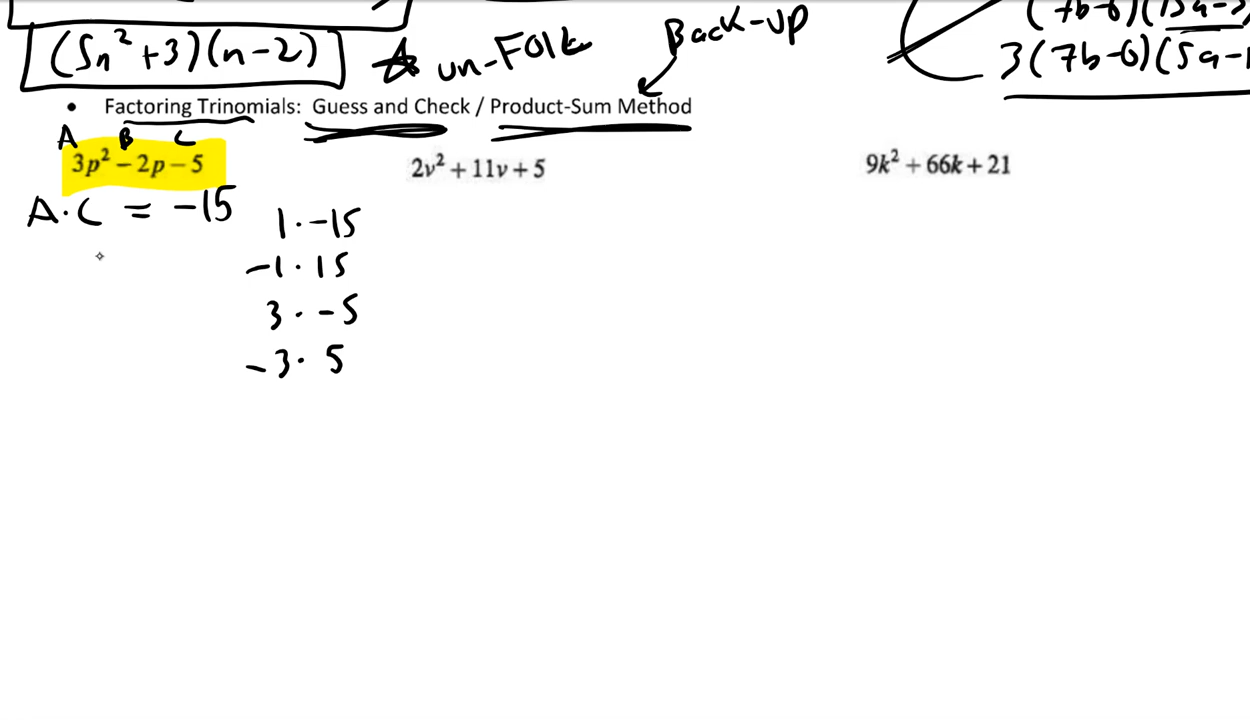 (5n² + 3)(n - 2)
un-FOIL
Back-up
3(7b-6)(5a-
• Factoring Trinomials: Guess and Check / Product-Sum Method
A B C
3p² − 2p − 5
2v² + 11v + 5
9k² + 66k + 21
A · C = -15
1 · -15
-1 · 15
3 · -5
-3 · 5